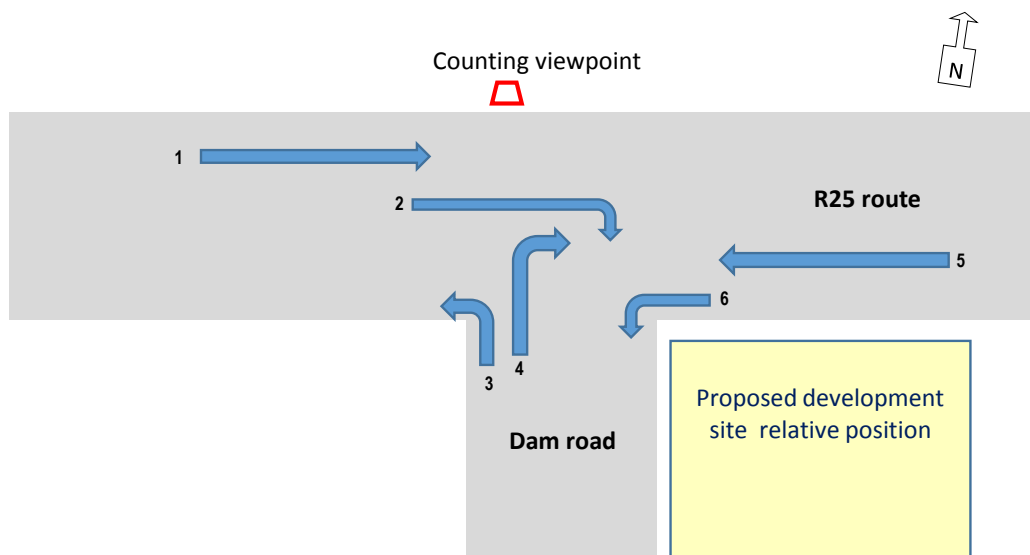 Counting viewpoint
N
1
2
R25 route
5
6
3
4
Proposed development
site relative position
Dam road